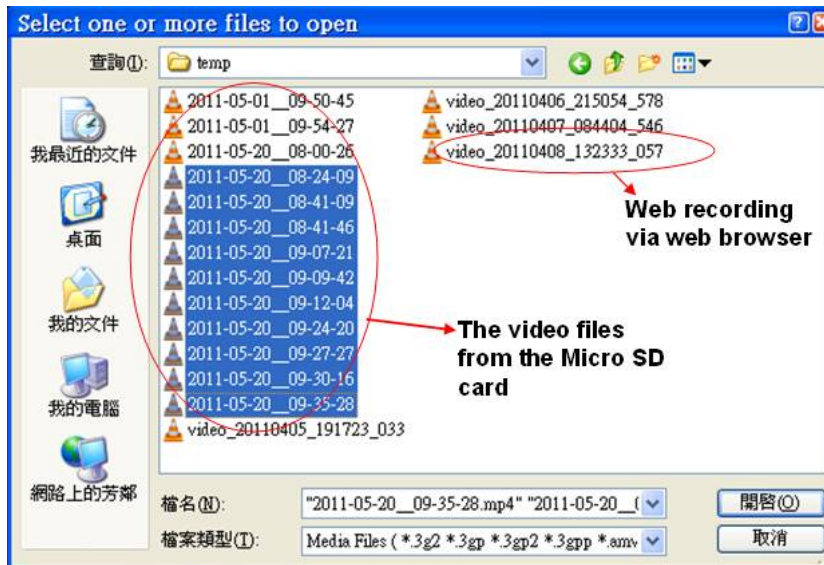 Select one or more files to open
查詢(I): temp
2011-05-01__09-50-45
2011-05-01__09-54-27
2011-05-20__08-00-26
2011-05-20__08-24-09
2011-05-20__08-41-09
2011-05-20__08-41-46
2011-05-20__09-07-21
2011-05-20__09-09-42
2011-05-20__09-12-04
2011-05-20__09-24-20
2011-05-20__09-27-27
2011-05-20__09-30-16
2011-05-20__09-35-28
video_20110405_191723_033
video_20110406_215054_578
video_20110407_084404_546
video_20110408_132333_057
我最近的文件
桌面
我的文件
我的電腦
網路上的芳鄰
Web recording
via web browser
The video files
from the Micro SD
card
檔名(N): "2011-05-20__09-35-28.mp4" "2011-05-20__(
開啓(O)
檔案類型(T): Media Files ( *.3g2 *.3gp *.3gp2 *.3gpp *.amv
取消